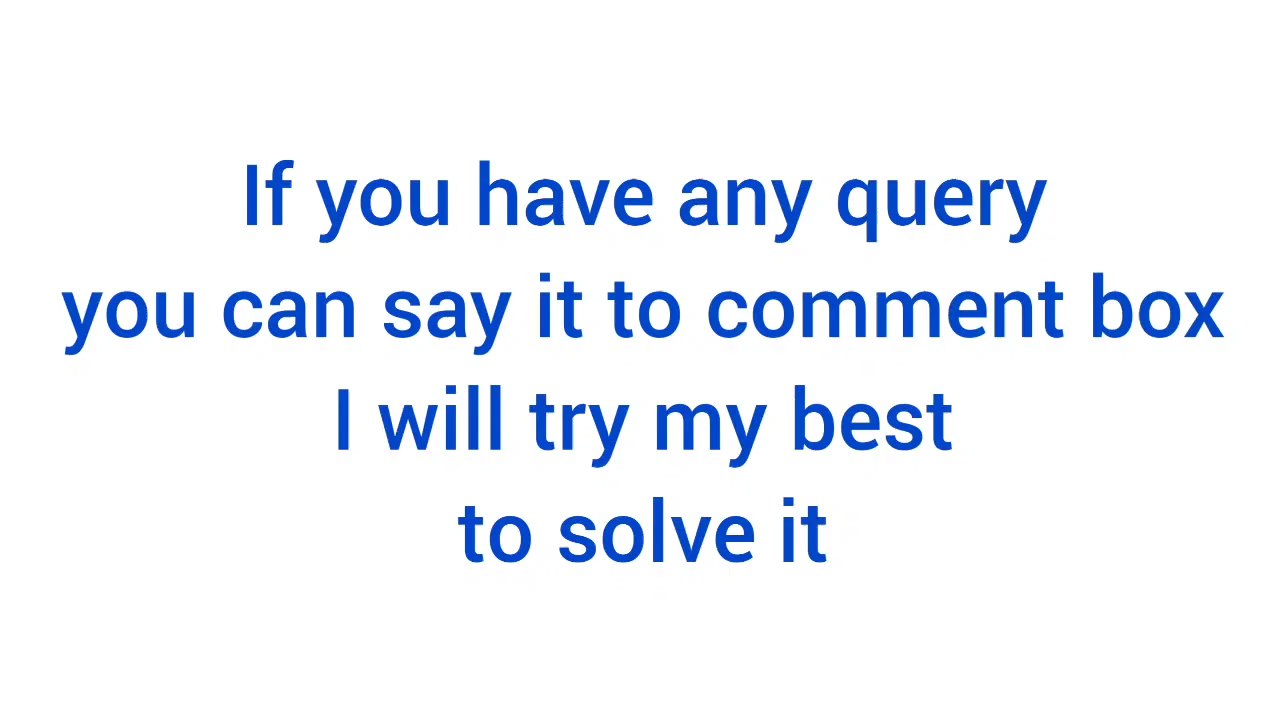 If you have any query
you can say it to comment box
I will try my best
to solve it